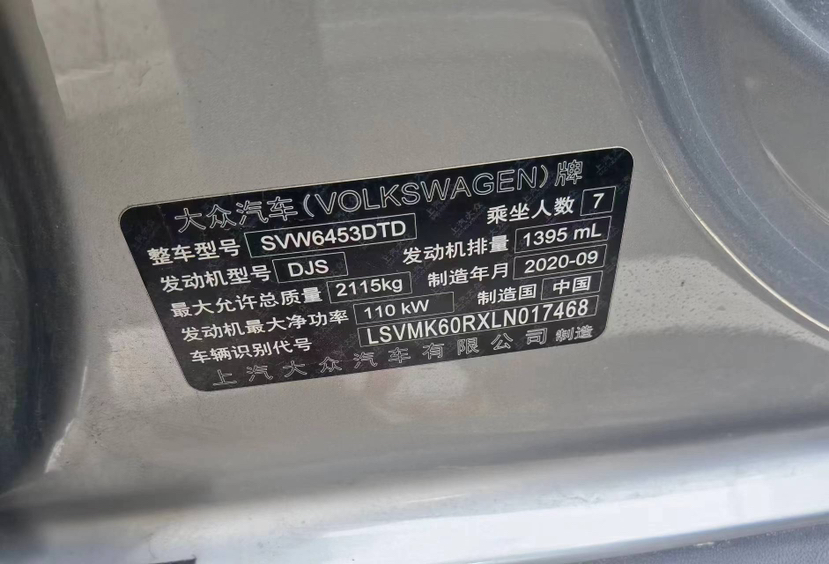 大众汽车(VOLKSWAGEN)牌
整车型号 SVW6453DTD 乘坐人数 7
发动机型号 DJS 发动机排量 1395 mL
最大允许总质量 2115kg 制造年月 2020-09
发动机最大净功率 110 kW 制造国 中国
车辆识别代号 LSVMK60RXLN017468
上汽大众汽车有限公司 制造